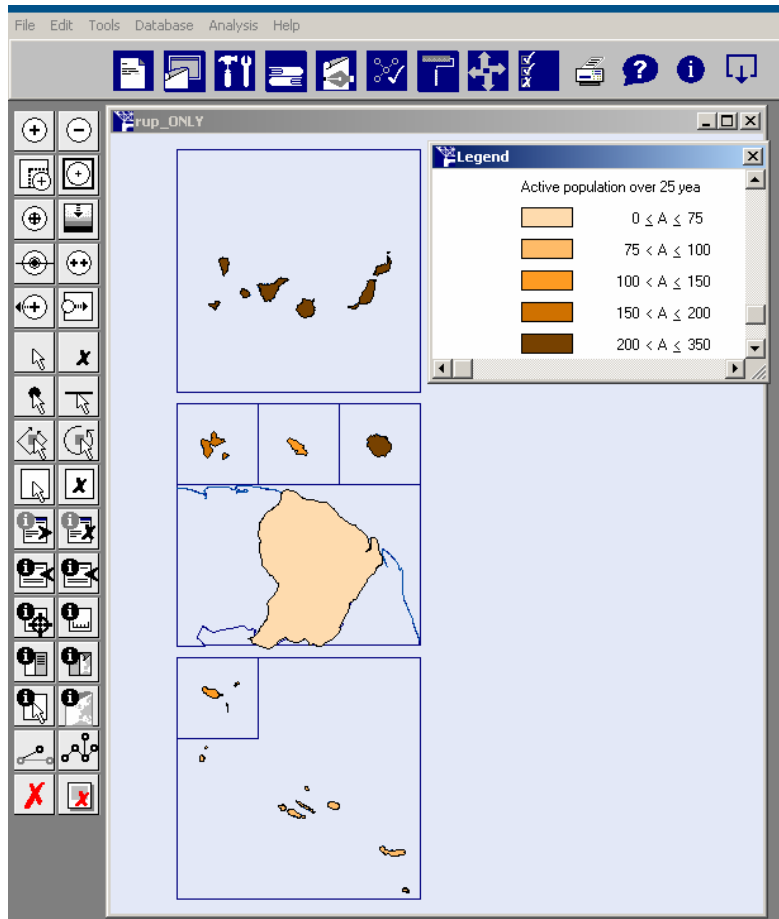 File Edit Tools Database Analysis Help
rup_ONLY
Legend
Active population over 25 yea
0 ≤ A ≤ 75
75 < A ≤ 100
100 < A ≤ 150
150 < A ≤ 200
200 < A ≤ 350